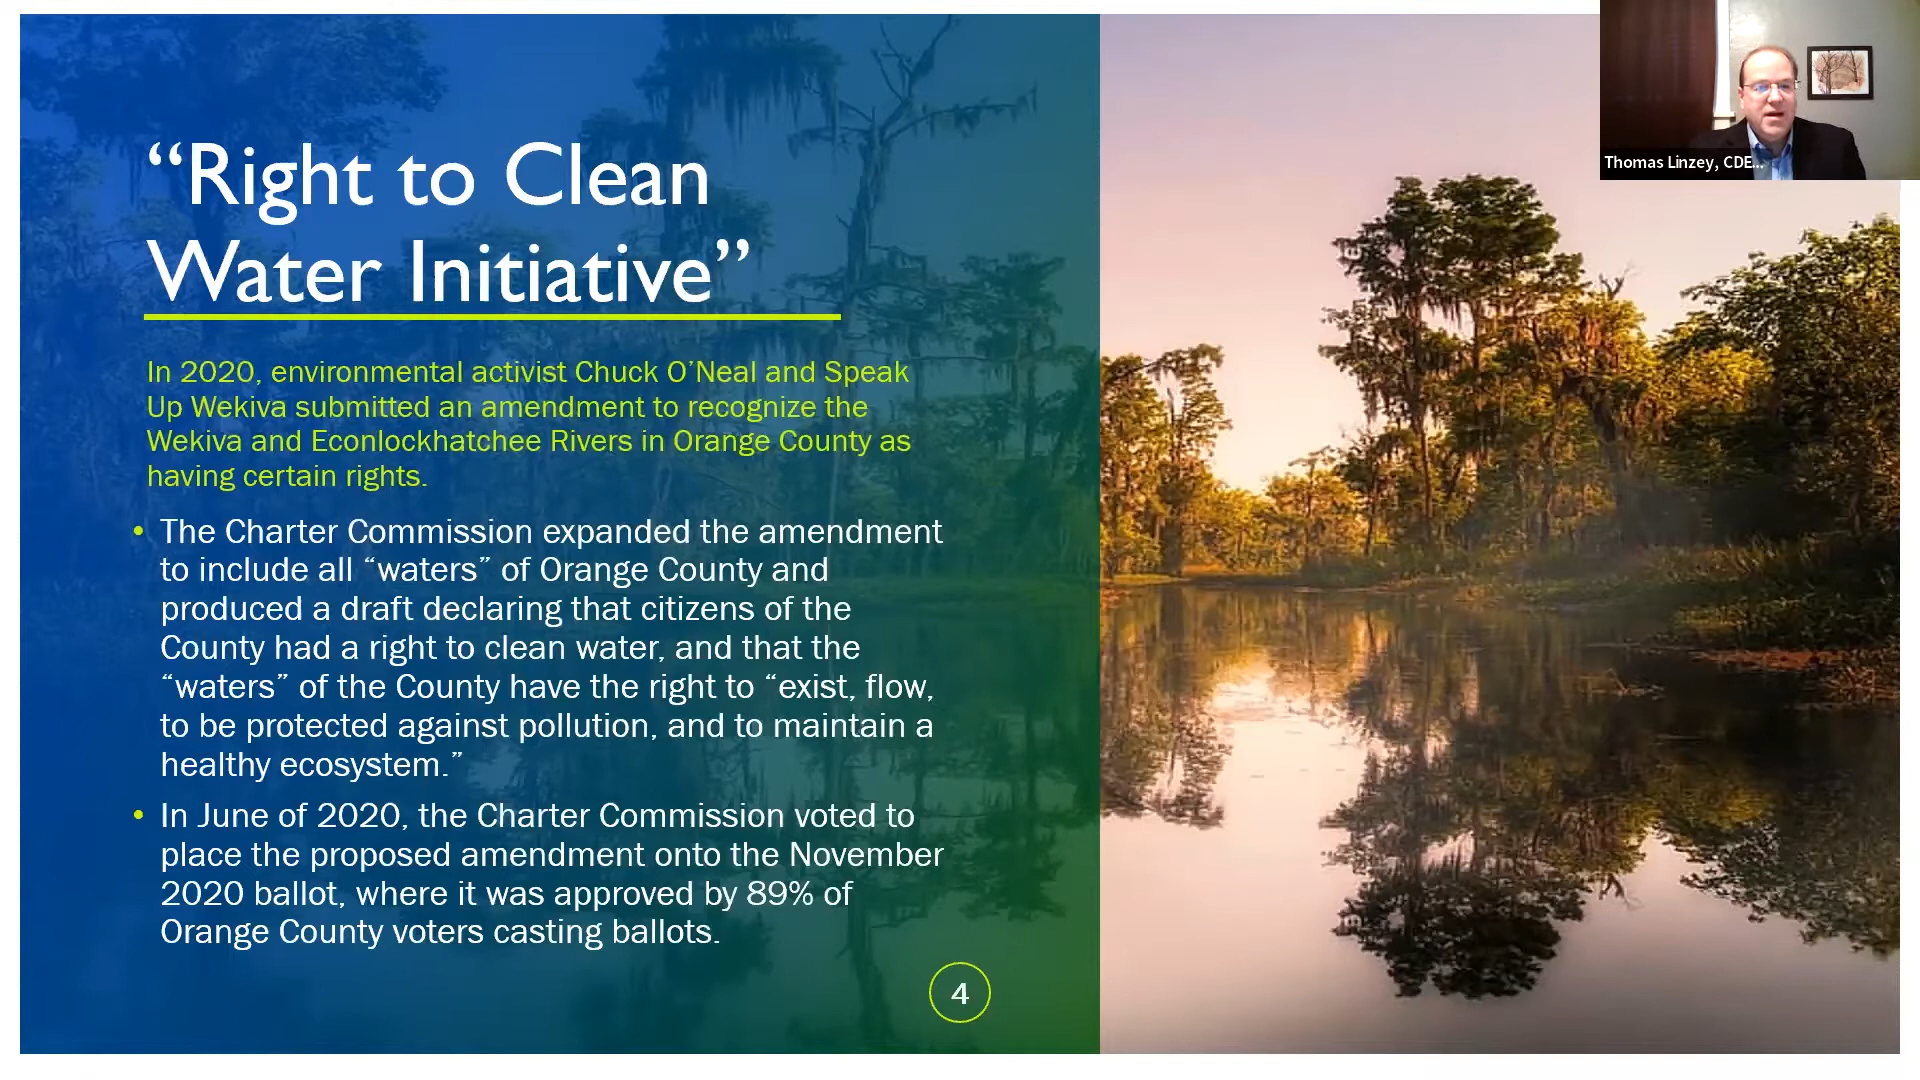 “Right to Clean
Water Initiative”
In 2020, environmental activist Chuck O’Neal and Speak
Up Wekiva submitted an amendment to recognize the
Wekiva and Econlockhatchee Rivers in Orange County as
having certain rights.
• The Charter Commission expanded the amendment
to include all “waters” of Orange County and
produced a draft declaring that citizens of the
County had a right to clean water, and that the
“waters” of the County have the right to “exist, flow,
to be protected against pollution, and to maintain a
healthy ecosystem.”
• In June of 2020, the Charter Commission voted to
place the proposed amendment onto the November
2020 ballot, where it was approved by 89% of
Orange County voters casting ballots.
4
Thomas Linzey, CDE...